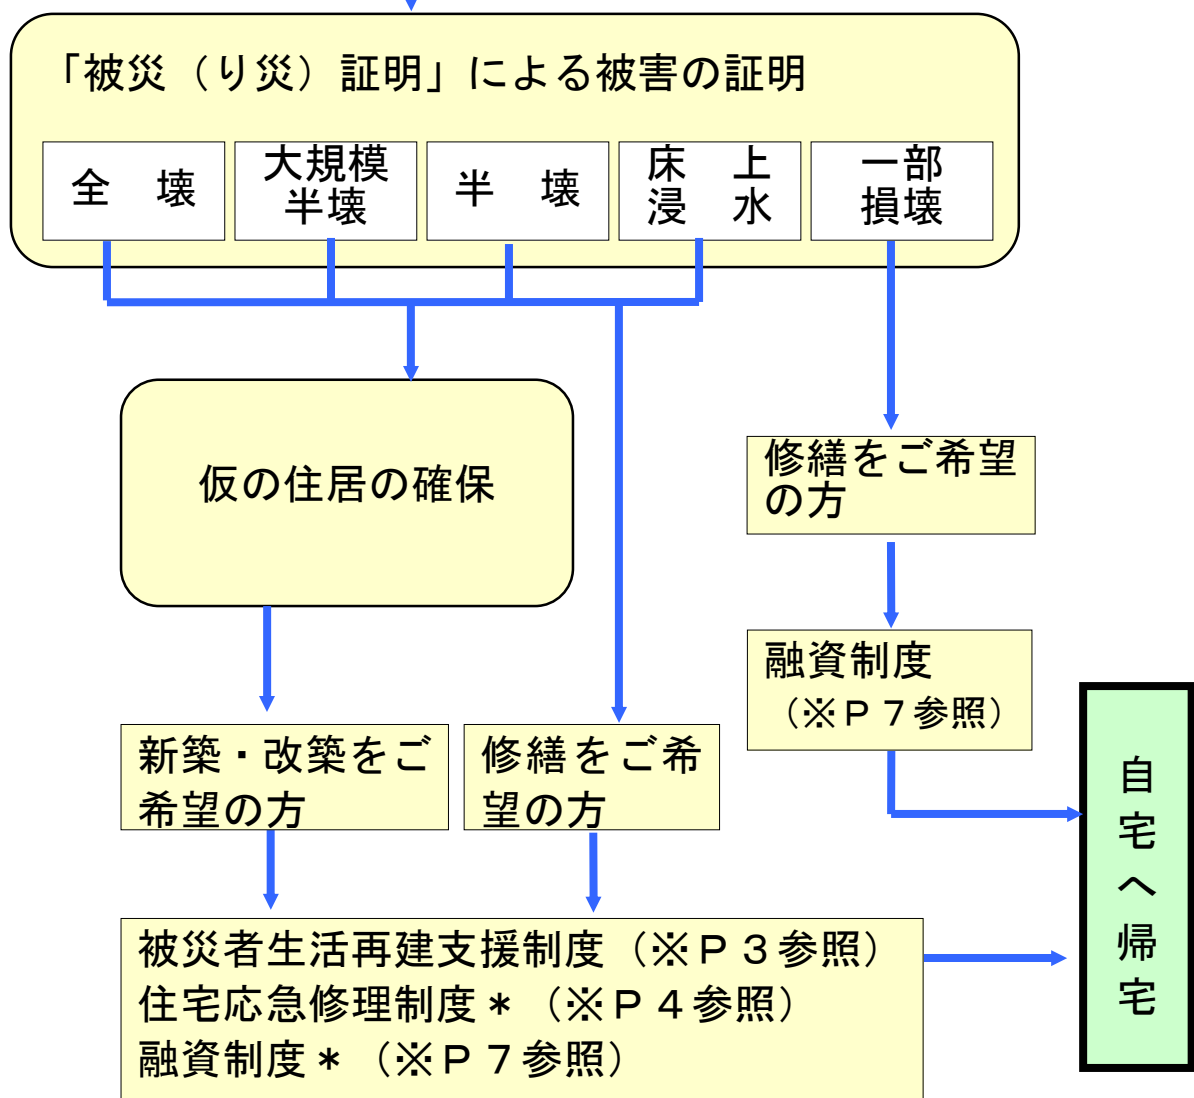 「被災（り災）証明」による被害の証明
全　壊
大規模
半壊
半　壊
床　上
浸　水
一部
損壊
仮の住居の確保
修繕をご希望
の方
融資制度
（※Ｐ７参照）
新築・改築をご
希望の方
修繕をご希
望の方
被災者生活再建支援制度（※Ｐ３参照）
住宅応急修理制度＊（※Ｐ４参照）
融資制度＊（※Ｐ７参照）
自宅へ帰宅